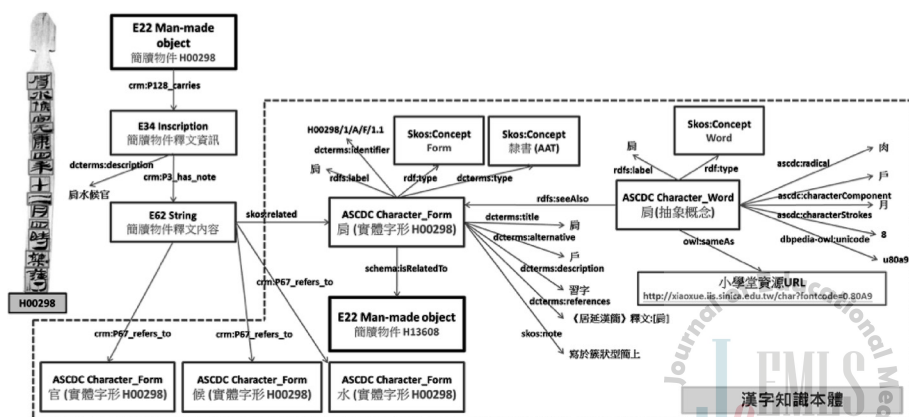 E22 Man-made
object
簡牘物件 H00298
crm:P128_carries
E34 Inscription
簡牘物件釋文資訊
dcterms:description
肩水候官
crm:P3_has_note
E62 String
簡牘物件釋文內容
skos:related
crm:P67_refers_to
crm:P67_refers_to
crm:P67_refers_to
ASCDC Character_Form
官 (實體字形 H00298)
ASCDC Character_Form
候 (實體字形 H00298)
ASCDC Character_Form
水 (實體字形 H00298)
H00298
H00298/1/A/F/1.1
dcterms:identifier
肩
rdfs:label
Skos:Concept
Form
rdf:type
Skos:Concept
隸書 (AAT)
dcterms:type
ASCDC Character_Form
肩 (實體字形 H00298)
schema:isRelatedTo
E22 Man-made object
簡牘物件 H13608
dcterms:title
肩
dcterms:alternative
戶
dcterms:description
習字
dcterms:references
《居延漢簡》釋文:[肩]
skos:note
寫於簇狀型簡上
rdfs:seeAlso
Skos:Concept
Word
肩
rdfs:label
rdf:type
ASCDC Character_Word
肩(抽象概念)
ascdc:radical
肉
戶
ascdc:characterComponent
月
ascdc:characterStrokes
8
dbpedia-owl:unicode
u80a9
owl:sameAs
小學堂資源URL
http://xiaoxue.iis.sinica.edu.tw/char?fontcode=0.80A9
漢字知識本體